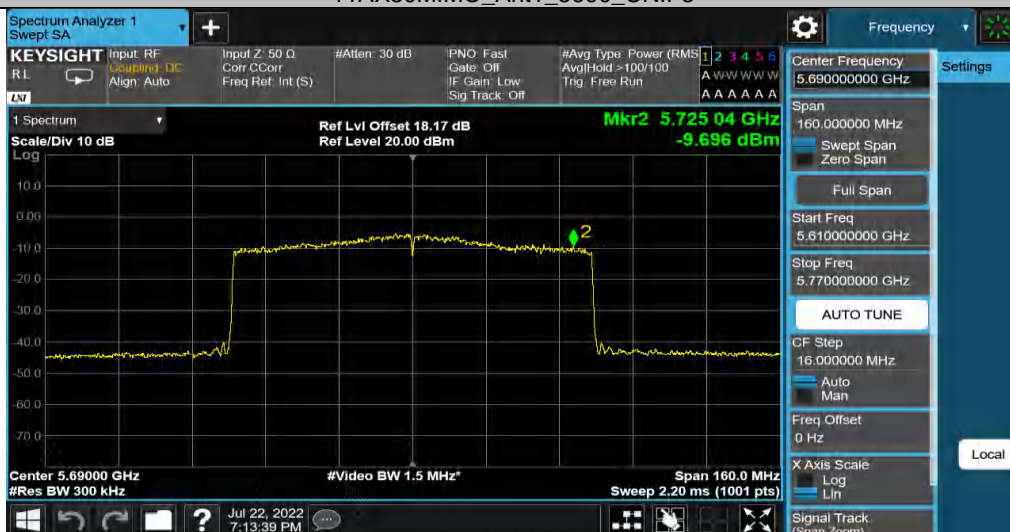 Spectrum Analyzer 1
Swept SA
+
Frequency
KEYSIGHT
RL
LXI
Input: RF
Coupling: DC
Align: Auto
Input Z: 50 Ω
Corr CCorr
Freq Ref: Int (S)
#Atten: 30 dB
PNO: Fast
Gate: Off
IF Gain: Low
Sig Track: Off
#Avg Type: Power (RMS
Avg|Hold:>100/100
Trig: Free Run
1 2 3 4 5 6
A W W W W W
A A A A A A
Center Frequency
5.690000000 GHz
Settings
Span
160.000000 MHz
Swept Span
Zero Span
Full Span
Start Freq
5.610000000 GHz
Stop Freq
5.770000000 GHz
AUTO TUNE
CF Step
16.000000 MHz
Auto
Man
Freq Offset
0 Hz
X Axis Scale
Log
Lin
Signal Track
(Span Zoom)
Local
1 Spectrum
Scale/Div 10 dB
Log
Ref Lvl Offset 18.17 dB
Ref Level 20.00 dBm
Mkr2 5.725 04 GHz
-9.696 dBm
10.0
0.00
-10.0
-20.0
-30.0
-40.0
-50.0
-60.0
-70.0
2
Center 5.69000 GHz
#Res BW 300 kHz
#Video BW 1.5 MHz*
Span 160.0 MHz
Sweep 2.20 ms (1001 pts)
?
Jul 22, 2022
7:13:39 PM